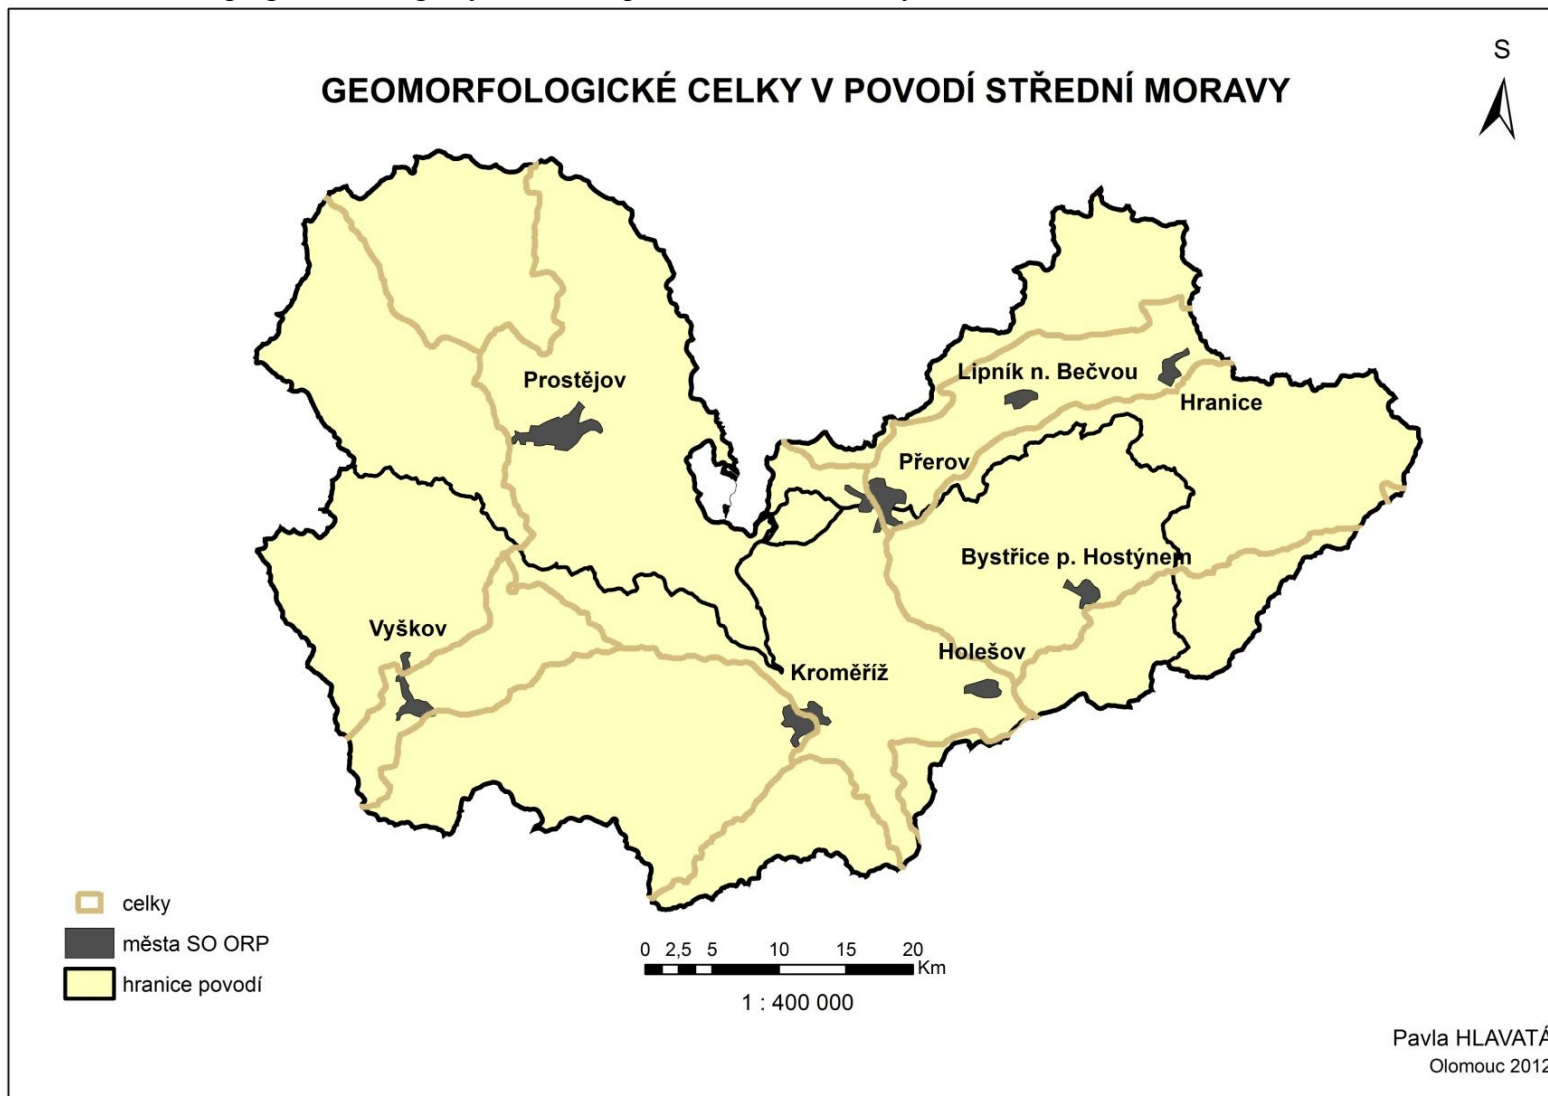 GEOMORFOLOGICKÉ CELKY V POVODÍ STŘEDNÍ MORAVY
S
Prostějov
Lipník n. Bečvou
Hranice
Přerov
Bystřice p. Hostýnem
Vyškov
Holešov
Kroměříž
celky
města SO ORP
hranice povodí
0 2,5 5 10 15 20
Km
1 : 400 000
Pavla HLAVATÁ
Olomouc 2012